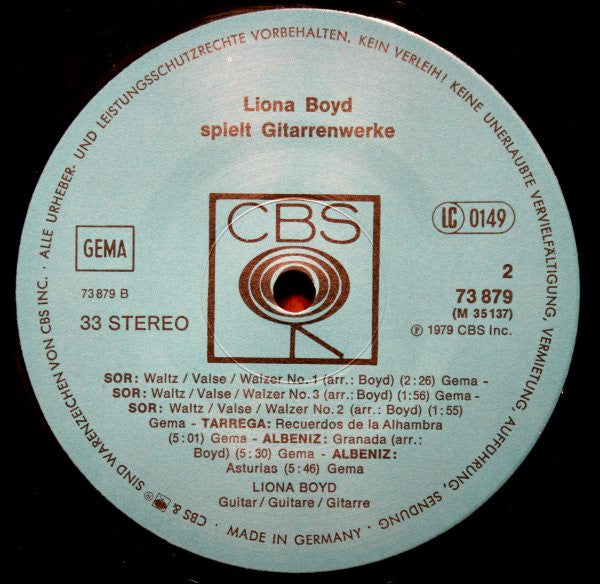 · ALLE URHEBER- UND LEISTUNGSSCHUTZRECHTE VORBEHALTEN. KEIN VERLEIH! KEINE UNERLAUBTE VERVIELFÄLTIGUNG, VERMIETUNG, AUFFÜHRUNG, SENDUNG
Liona Boyd
spielt Gitarrenwerke
CBS
GEMA
LC 0149
2
73 879 B
73 879
(M 35137)
33 STEREO
Ⓟ 1979 CBS Inc.
SOR: Waltz / Valse / Walzer No. 1 (arr.: Boyd) (2:26) Gema -
SOR: Waltz / Valse / Walzer No. 3 (arr.: Boyd) (1:56) Gema -
SOR: Waltz / Valse / Walzer No. 2 (arr.: Boyd) (1:55)
Gema - TARREGA: Recuerdos de la Alhambra
(5:01) Gema - ALBENIZ: Granada (arr.:
Boyd) (5:30) Gema - ALBENIZ:
Asturias (5:46) Gema
LIONA BOYD
Guitar / Guitare / Gitarre
CBS & ® SIND WARENZEICHEN VON CBS INC.
· MADE IN GERMANY ·